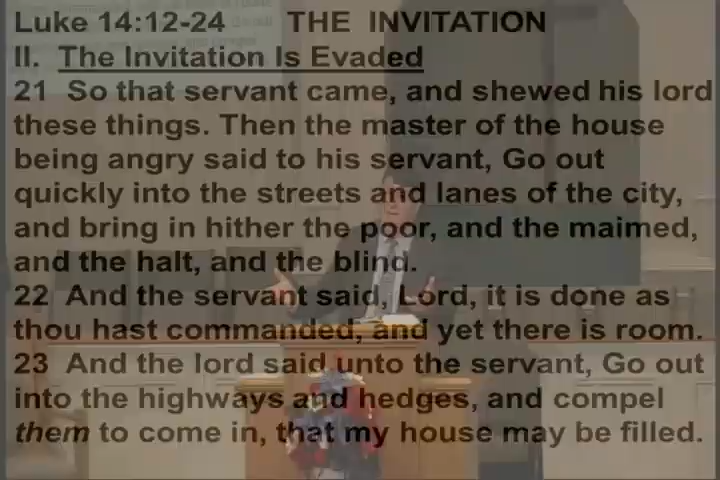 Luke 14:12-24 THE INVITATION
II. The Invitation Is Evaded
21 So that servant came, and shewed his lord
these things. Then the master of the house
being angry said to his servant, Go out
quickly into the streets and lanes of the city,
and bring in hither the poor, and the maimed,
and the halt, and the blind.
22 And the servant said, Lord, it is done as
thou hast commanded, and yet there is room.
23 And the lord said unto the servant, Go out
into the highways and hedges, and compel
them to come in, that my house may be filled.